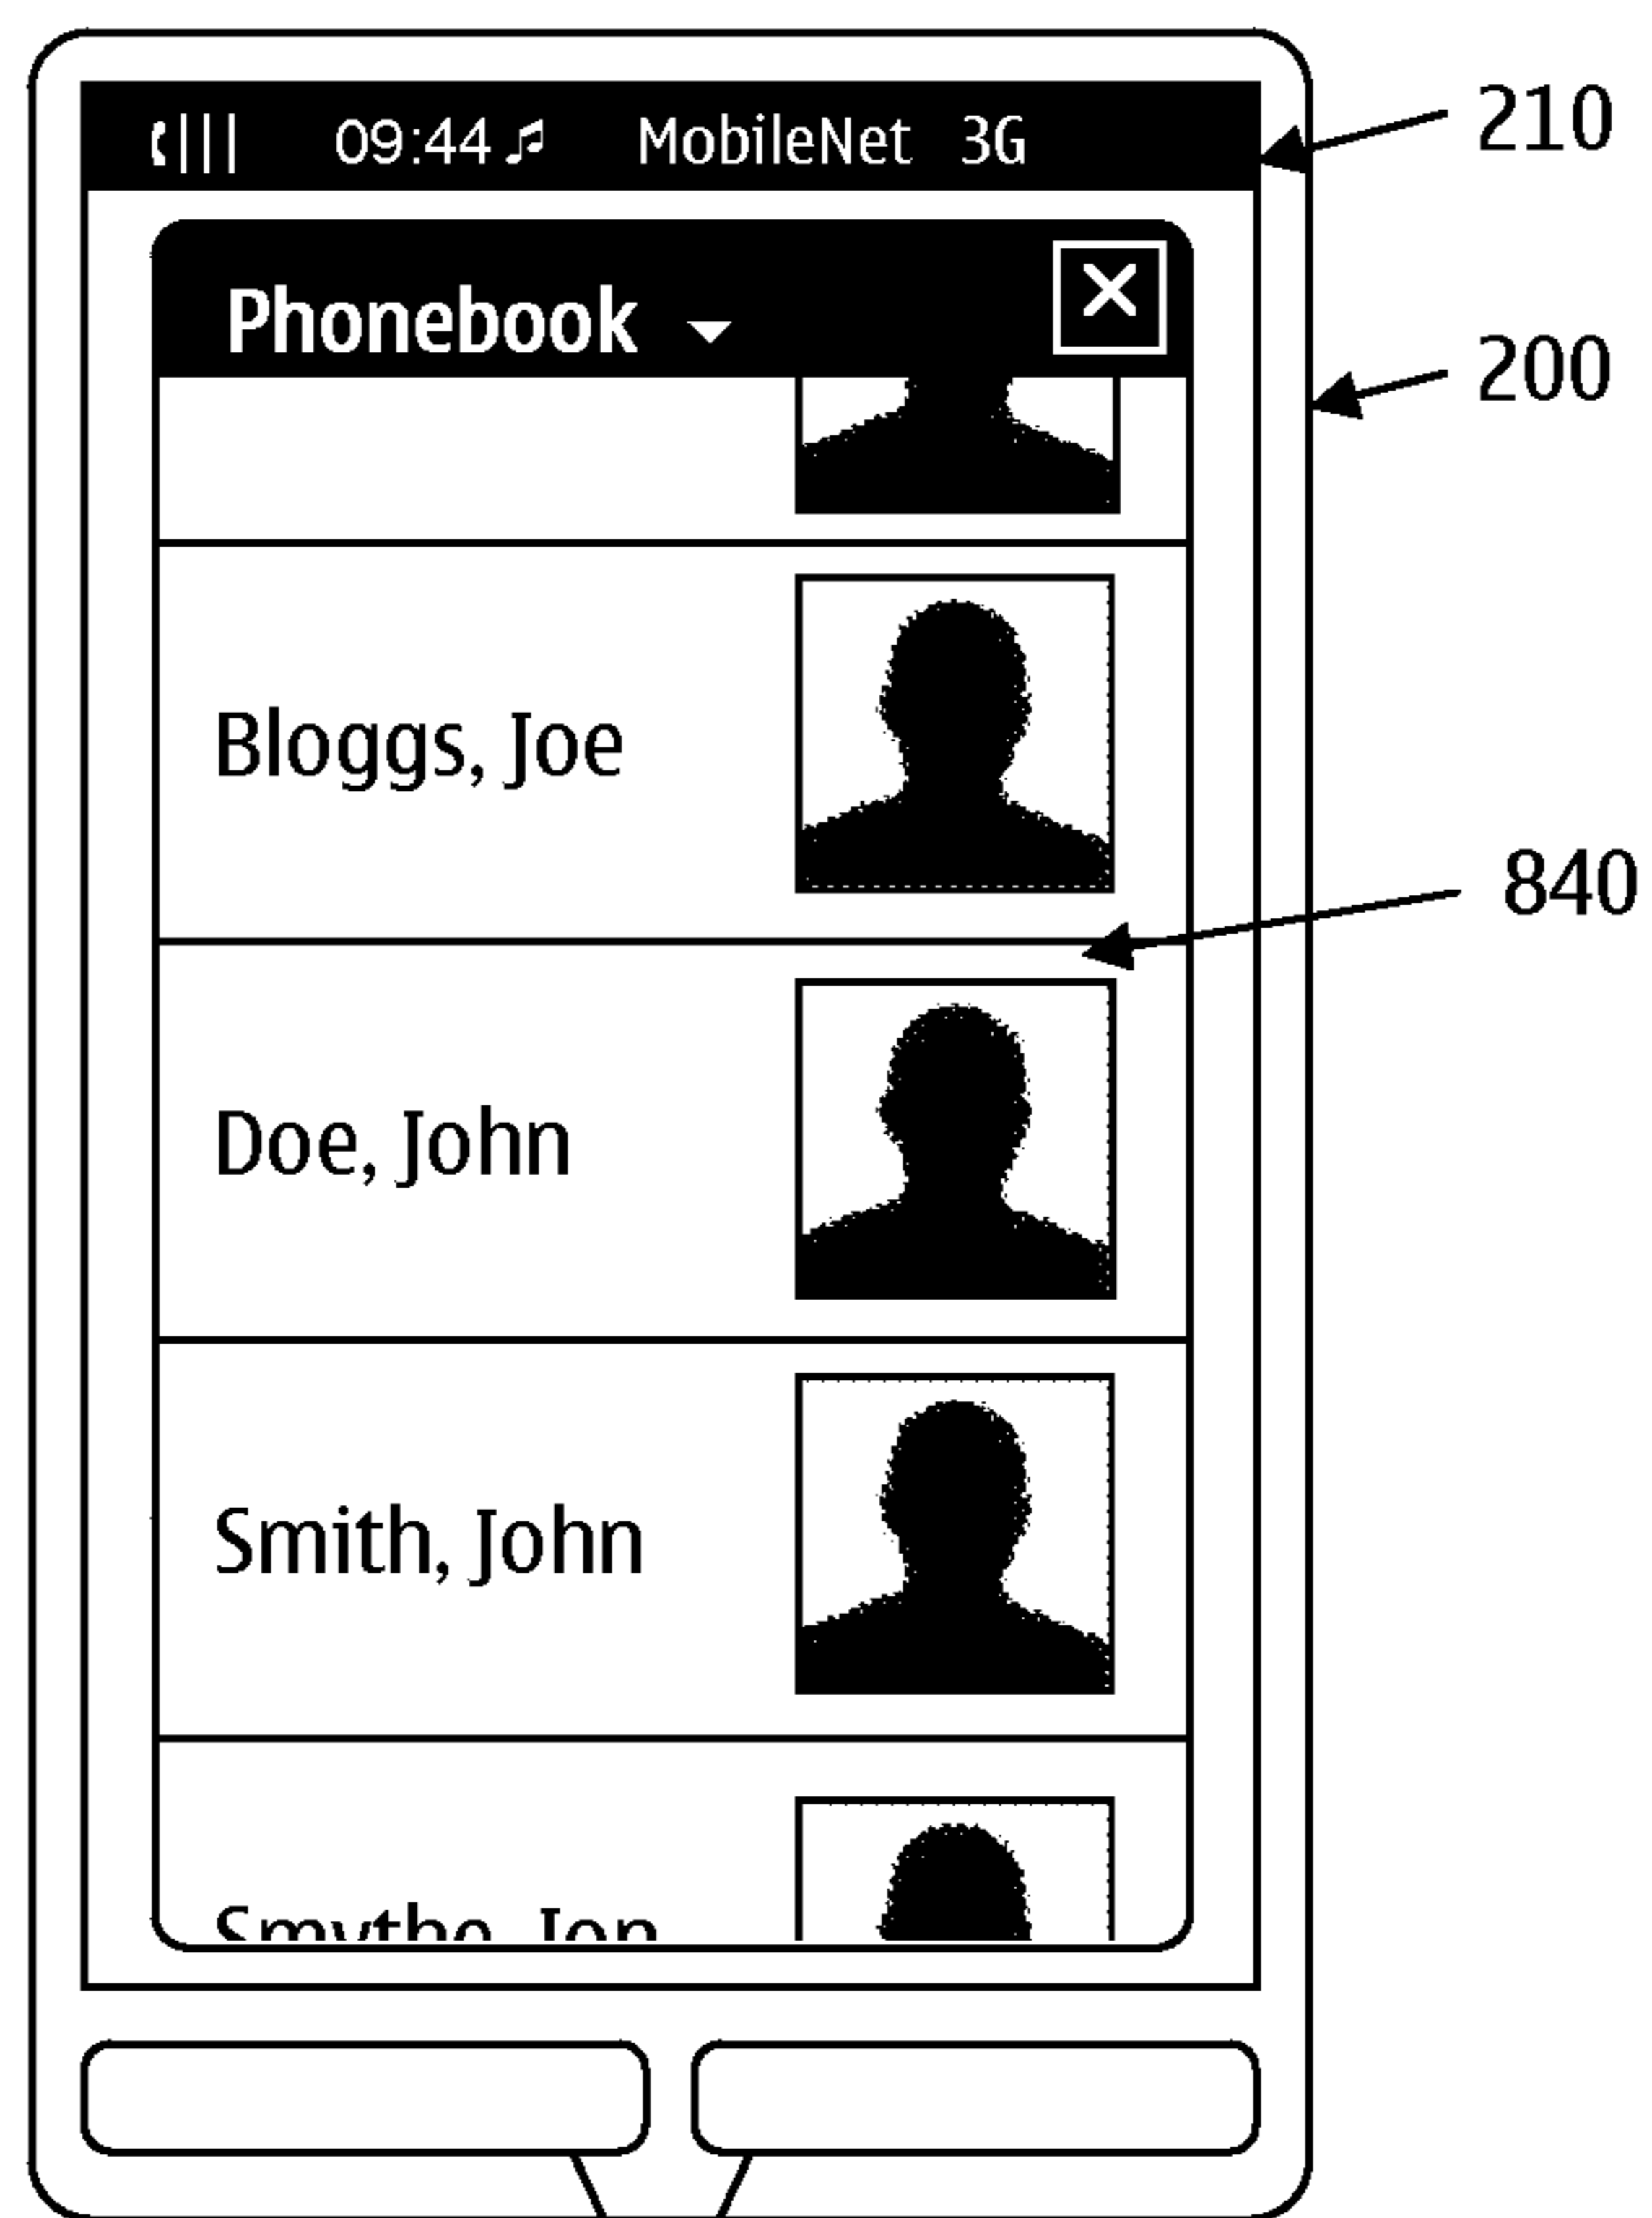 09:44 MobileNet 3G
210
Phonebook
200
Bloggs, Joe
840
Doe, John
Smith, John